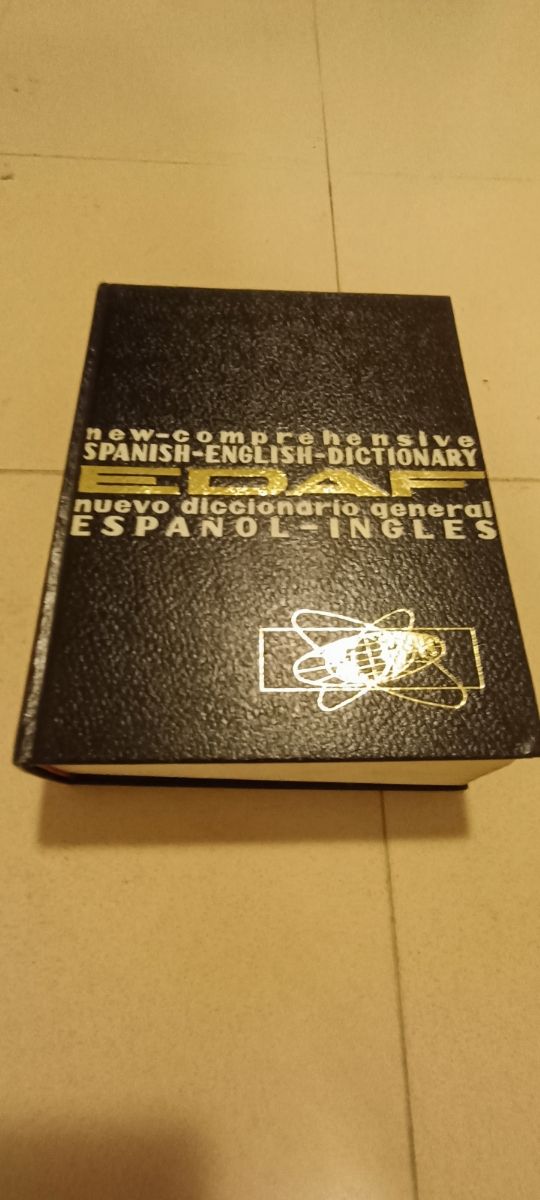 new-comprehensive
SPANISH-ENGLISH-DICTIONARY
EDAF
nuevo diccionario general
ESPAÑOL-INGLES